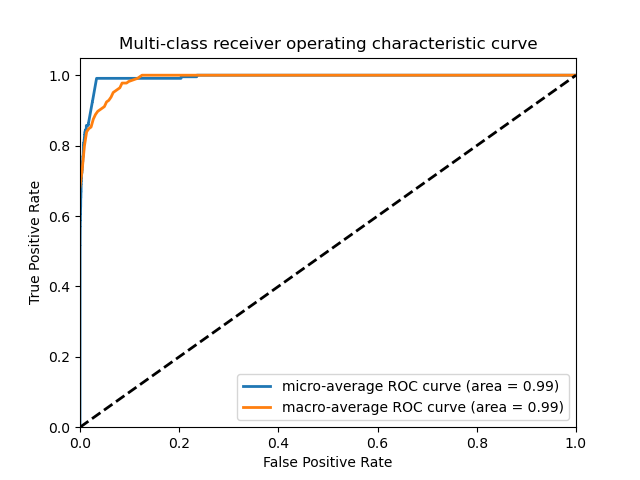 Multi-class receiver operating characteristic curve
1.0
0.8
0.6
0.4
0.2
0.0
True Positive Rate
micro-average ROC curve (area = 0.99)
macro-average ROC curve (area = 0.99)
0.0 0.2 0.4 0.6 0.8 1.0
False Positive Rate